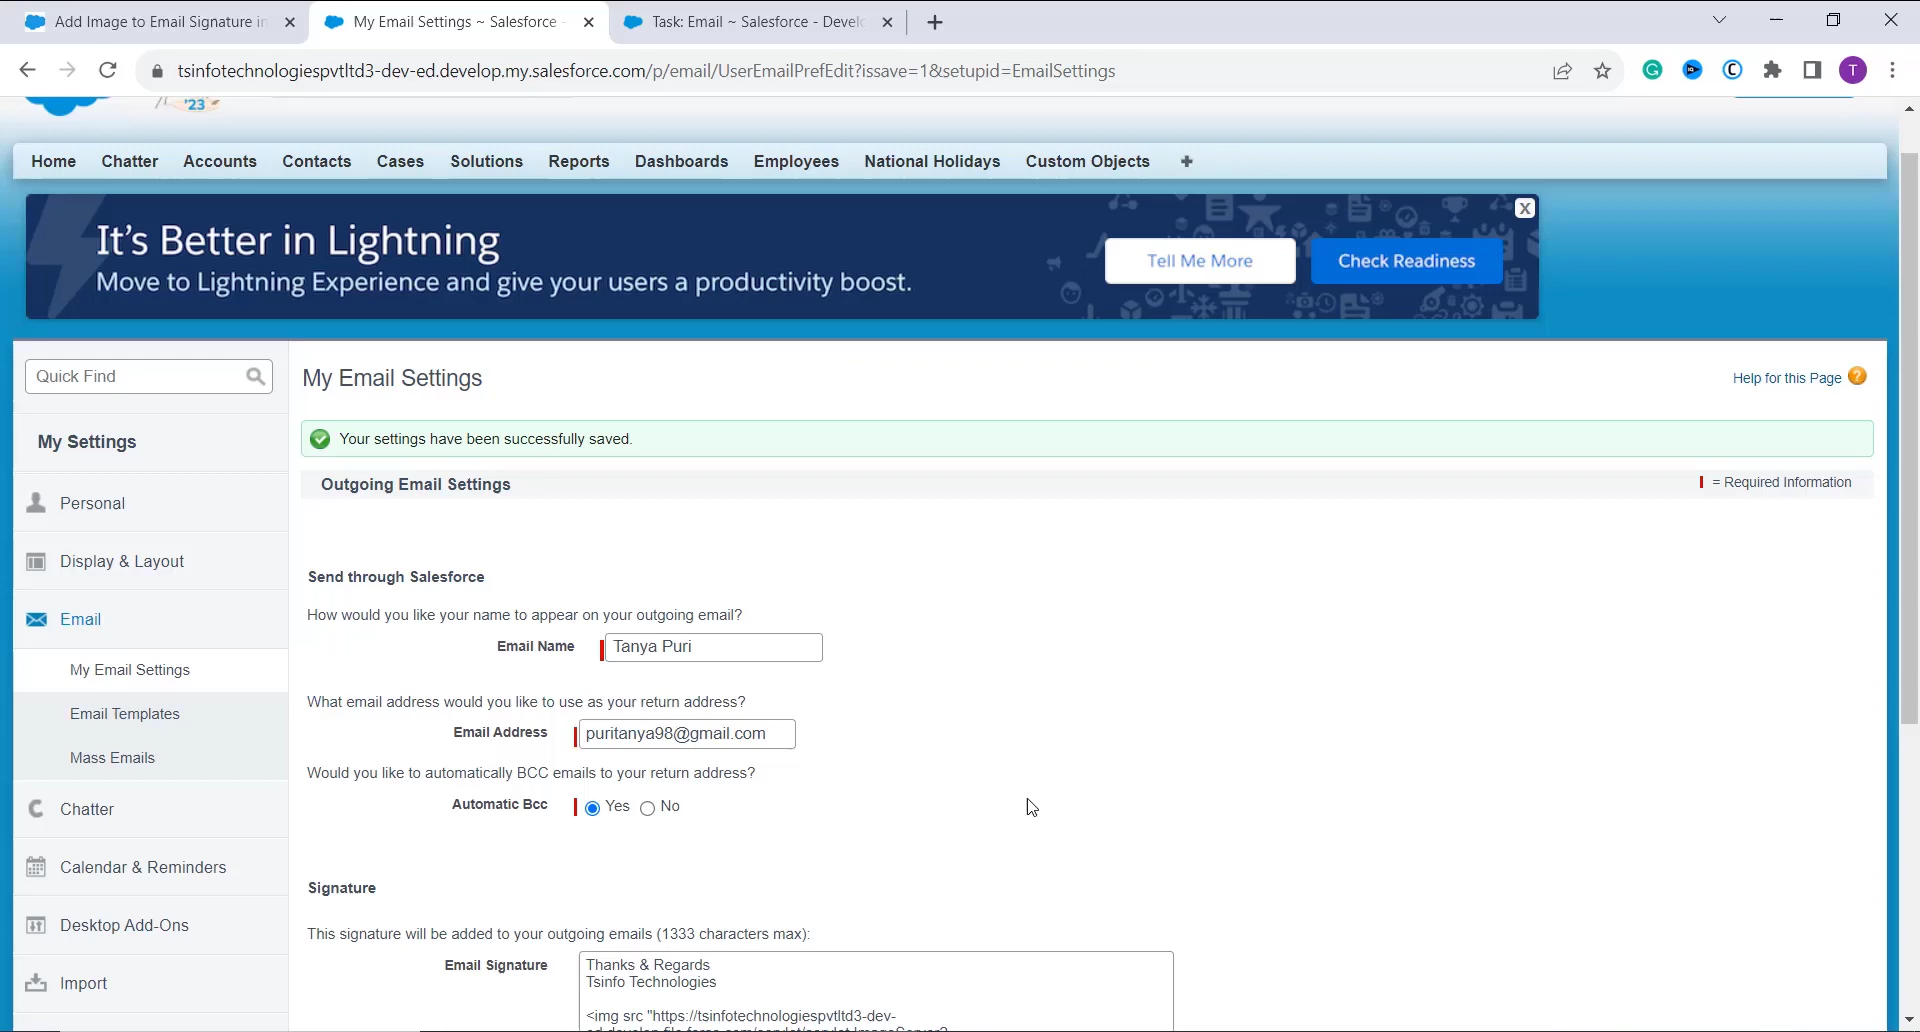 Add Image to Email Signature in
My Email Settings ~ Salesforce -
Task: Email ~ Salesforce - Develo
tsinfotechnologiespvtltd3-dev-ed.develop.my.salesforce.com/p/email/UserEmailPrefEdit?issave=1&setupid=EmailSettings
T
'23
Home Chatter Accounts Contacts Cases Solutions Reports Dashboards Employees National Holidays Custom Objects +
It's Better in Lightning
Move to Lightning Experience and give your users a productivity boost.
Tell Me More
Check Readiness
X
Quick Find
My Settings
Personal
Display & Layout
Email
My Email Settings
Email Templates
Mass Emails
Chatter
Calendar & Reminders
Desktop Add-Ons
Import
My Email Settings
Help for this Page ?
Your settings have been successfully saved.
Outgoing Email Settings
= Required Information
Send through Salesforce
How would you like your name to appear on your outgoing email?
Email Name Tanya Puri
What email address would you like to use as your return address?
Email Address puritanya98@gmail.com
Would you like to automatically BCC emails to your return address?
Automatic Bcc Yes No
Signature
This signature will be added to your outgoing emails (1333 characters max):
Email Signature Thanks & Regards
Tsinfo Technologies
<img src "https://tsinfotechnologiespvtltd3-dev-
ed.develop.file.force.com/servlet/servlet.ImageServer?